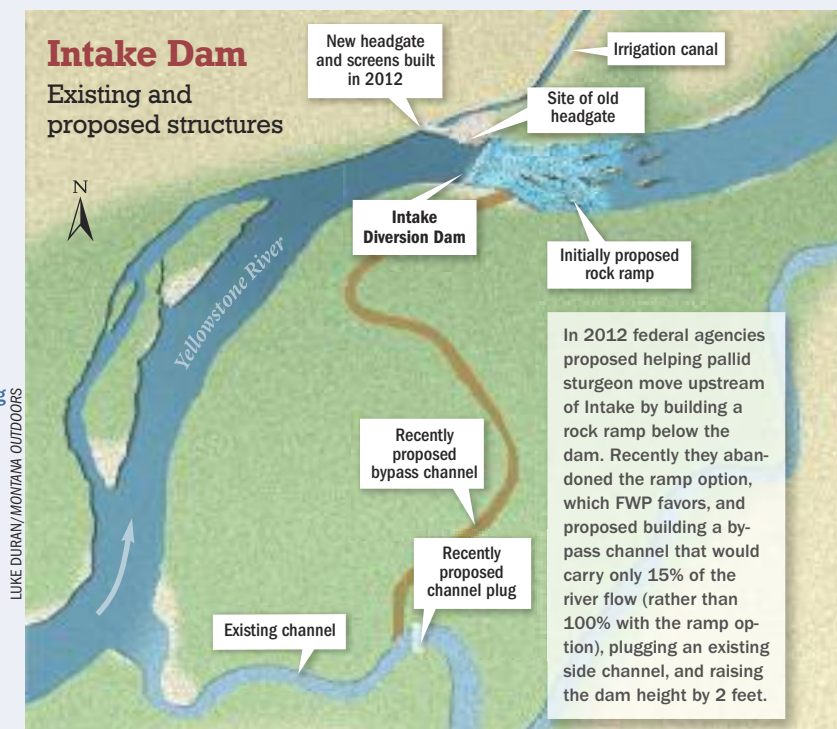 Intake Dam
Existing and
proposed structures
New headgate
and screens built
in 2012
Irrigation canal
Site of old
headgate
N
Intake
Diversion Dam
Initially proposed
rock ramp
Yellowstone River
In 2012 federal agencies
proposed helping pallid
sturgeon move upstream
of Intake by building a
rock ramp below the
dam. Recently they aban-
doned the ramp option,
which FWP favors, and
proposed building a by-
pass channel that would
carry only 15% of the
river flow (rather than
100% with the ramp op-
tion), plugging an existing
side channel, and raising
the dam height by 2 feet.
Recently
proposed
bypass channel
Recently
proposed
channel plug
Existing channel
LUKE DURAN/MONTANA OUTDOORS